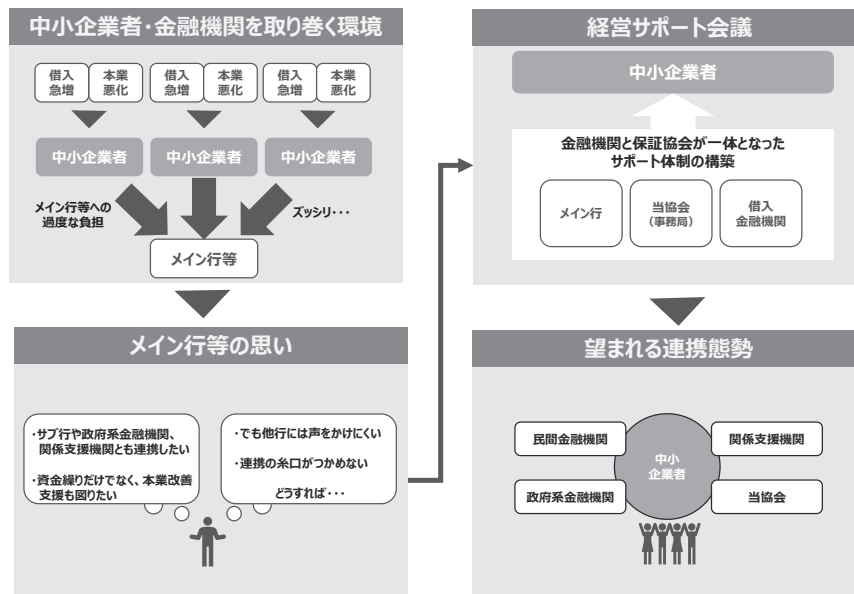 中小企業者・金融機関を取り巻く環境
借入
急増
本業
悪化
借入
急増
本業
悪化
借入
急増
本業
悪化
中小企業者
中小企業者
中小企業者
メイン行等への
過度な負担
ズッシリ・・・
メイン行等
メイン行等の思い
・サブ行や政府系金融機関、
関係支援機関とも連携したい
・資金繰りだけでなく、本業改善
支援も図りたい
・でも他行には声をかけにくい
・連携の糸口がつかめない
どうすれば・・・
経営サポート会議
中小企業者
金融機関と保証協会が一体となった
サポート体制の構築
メイン行
当協会
(事務局)
借入
金融機関
望まれる連携態勢
民間金融機関
関係支援機関
中小
企業者
政府系金融機関
当協会